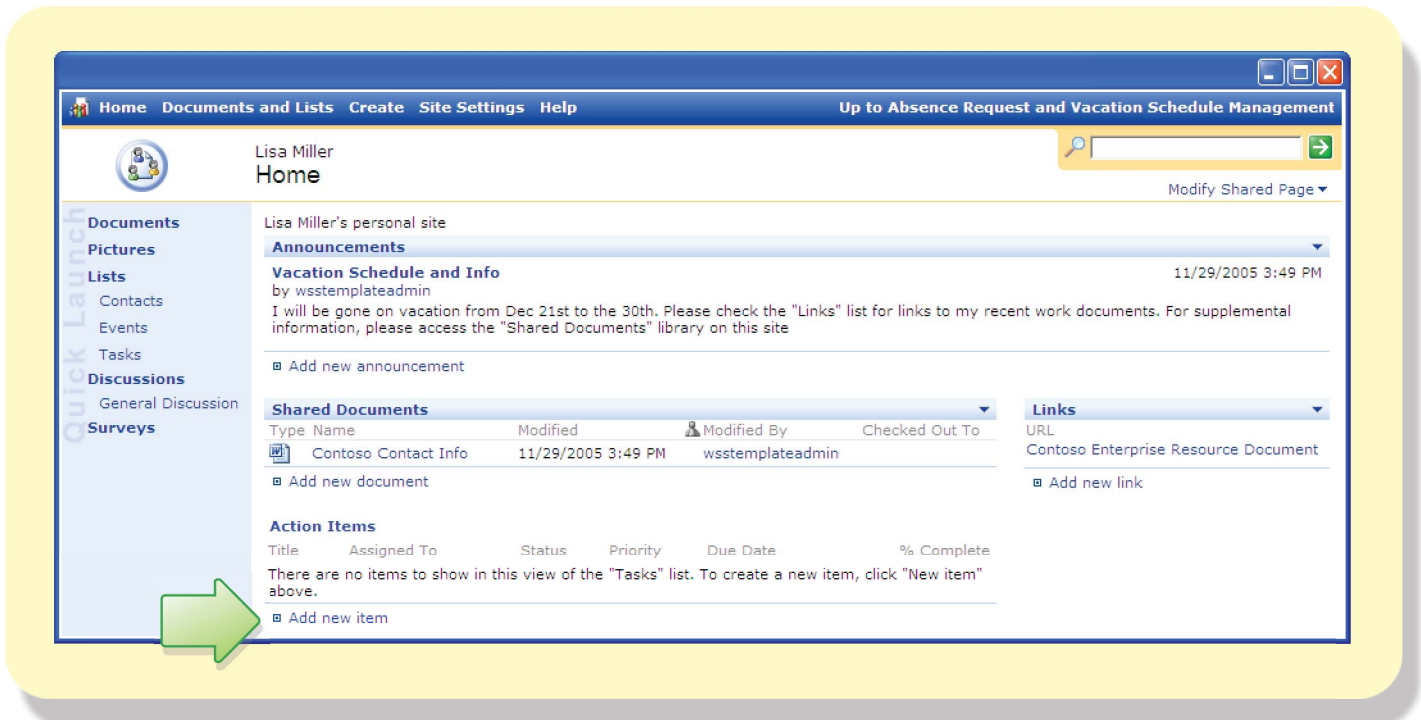 Home Documents and Lists Create Site Settings Help Up to Absence Request and Vacation Schedule Management
Lisa Miller
Home
Modify Shared Page
Quick Launch
Documents
Pictures
Lists
Contacts
Events
Tasks
Discussions
General Discussion
Surveys
Lisa Miller's personal site
Announcements
Vacation Schedule and Info 11/29/2005 3:49 PM
by wsstemplateadmin
I will be gone on vacation from Dec 21st to the 30th. Please check the "Links" list for links to my recent work documents. For supplemental
information, please access the "Shared Documents" library on this site
Add new announcement
Shared Documents
Type Name Modified Modified By Checked Out To
Contoso Contact Info 11/29/2005 3:49 PM wsstemplateadmin
Add new document
Links
URL
Contoso Enterprise Resource Document
Add new link
Action Items
Title Assigned To Status Priority Due Date % Complete
There are no items to show in this view of the "Tasks" list. To create a new item, click "New item"
above.
Add new item